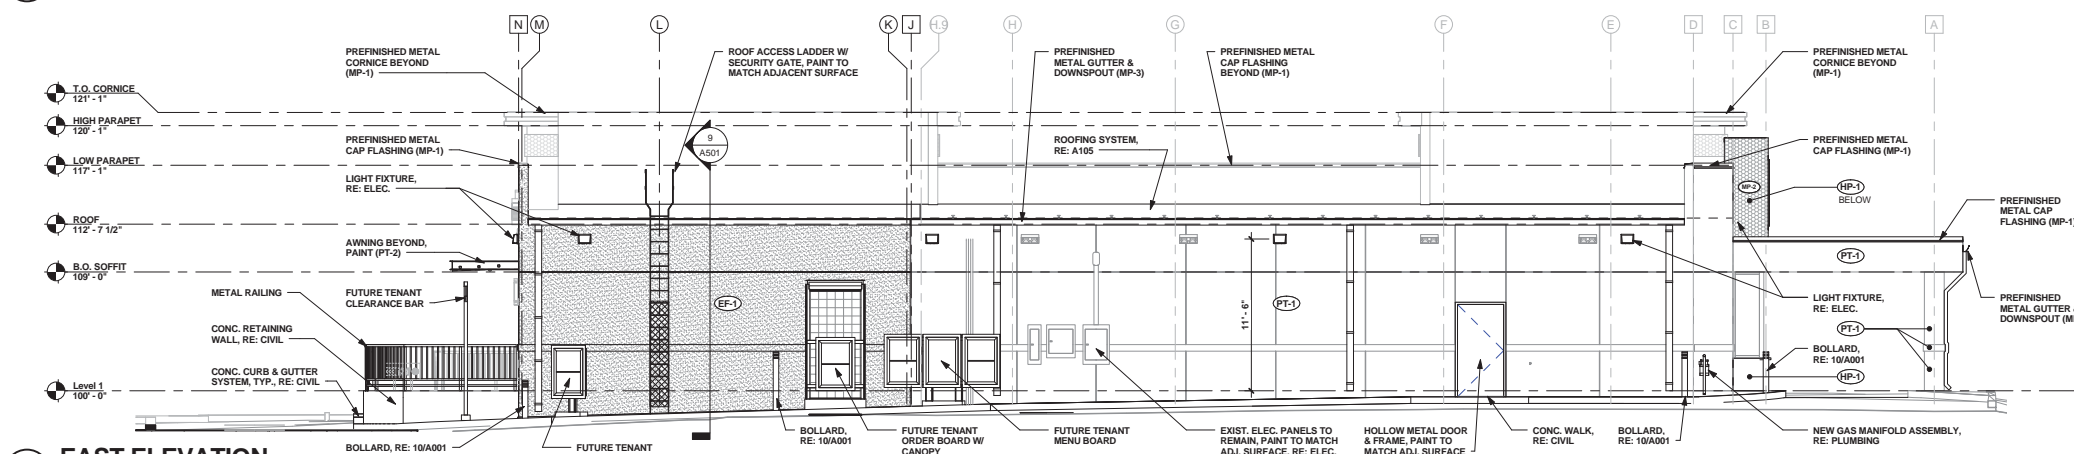 N
M
L
K
J
H.9
H
G
F
E
D
C
B
A
PREFINISHED METAL
CORNICE BEYOND
(MP-1)
ROOF ACCESS LADDER W/
SECURITY GATE, PAINT TO
MATCH ADJACENT SURFACE
PREFINISHED
METAL GUTTER &
DOWNSPOUT (MP-3)
PREFINISHED METAL
CAP FLASHING
BEYOND (MP-1)
PREFINISHED METAL
CORNICE BEYOND
(MP-1)
T.O. CORNICE
121' - 1"
HIGH PARAPET
120' - 1"
LOW PARAPET
117' - 1"
ROOF
112' - 7 1/2"
B.O. SOFFIT
109' - 0"
Level 1
100' - 0"
PREFINISHED METAL
CAP FLASHING (MP-1)
9
A501
ROOFING SYSTEM,
RE: A105
PREFINISHED METAL
CAP FLASHING (MP-1)
LIGHT FIXTURE,
RE: ELEC.
MP-2
HP-1
BELOW
PREFINISHED
METAL CAP
FLASHING (MP-1)
AWNING BEYOND,
PAINT (PT-2)
PT-1
METAL RAILING
FUTURE TENANT
CLEARANCE BAR
EF-1
11' - 6"
PT-1
LIGHT FIXTURE,
RE: ELEC.
PREFINISHED
METAL GUTTER
DOWNSPOUT
PT-1
CONC. RETAINING
WALL, RE: CIVIL
BOLLARD,
RE: 10/A001
HP-1
CONC. CURB & GUTTER
SYSTEM, TYP., RE: CIVIL
BOLLARD, RE: 10/A001
FUTURE TENANT
BOLLARD,
RE: 10/A001
FUTURE TENANT
ORDER BOARD W/
CANOPY
FUTURE TENANT
MENU BOARD
EXIST. ELEC. PANELS TO
REMAIN, PAINT TO MATCH
ADJ. SURFACE, RE: ELEC.
HOLLOW METAL DOOR
& FRAME, PAINT TO
MATCH ADJ. SURFACE
CONC. WALK,
RE: CIVIL
BOLLARD,
RE: 10/A001
NEW GAS MANIFOLD ASSEMBLY,
RE: PLUMBING
EAST ELEVATION